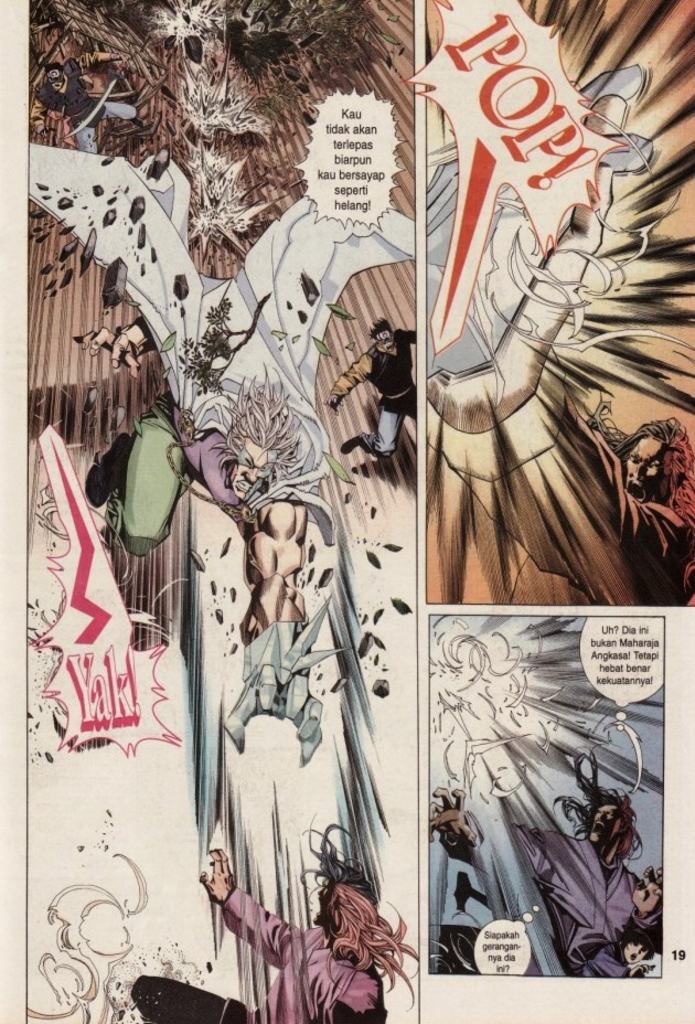 Kau
tidak akan
terlepas
biarpun
kau bersayap
seperti
helang!
Yak!
POP!
Uh? Dia ini
bukan Maharaja
Angkasa! Tetapi
hebat benar
kekuatannya!
Siapakah
gerangan-
nya dia
ini?
19